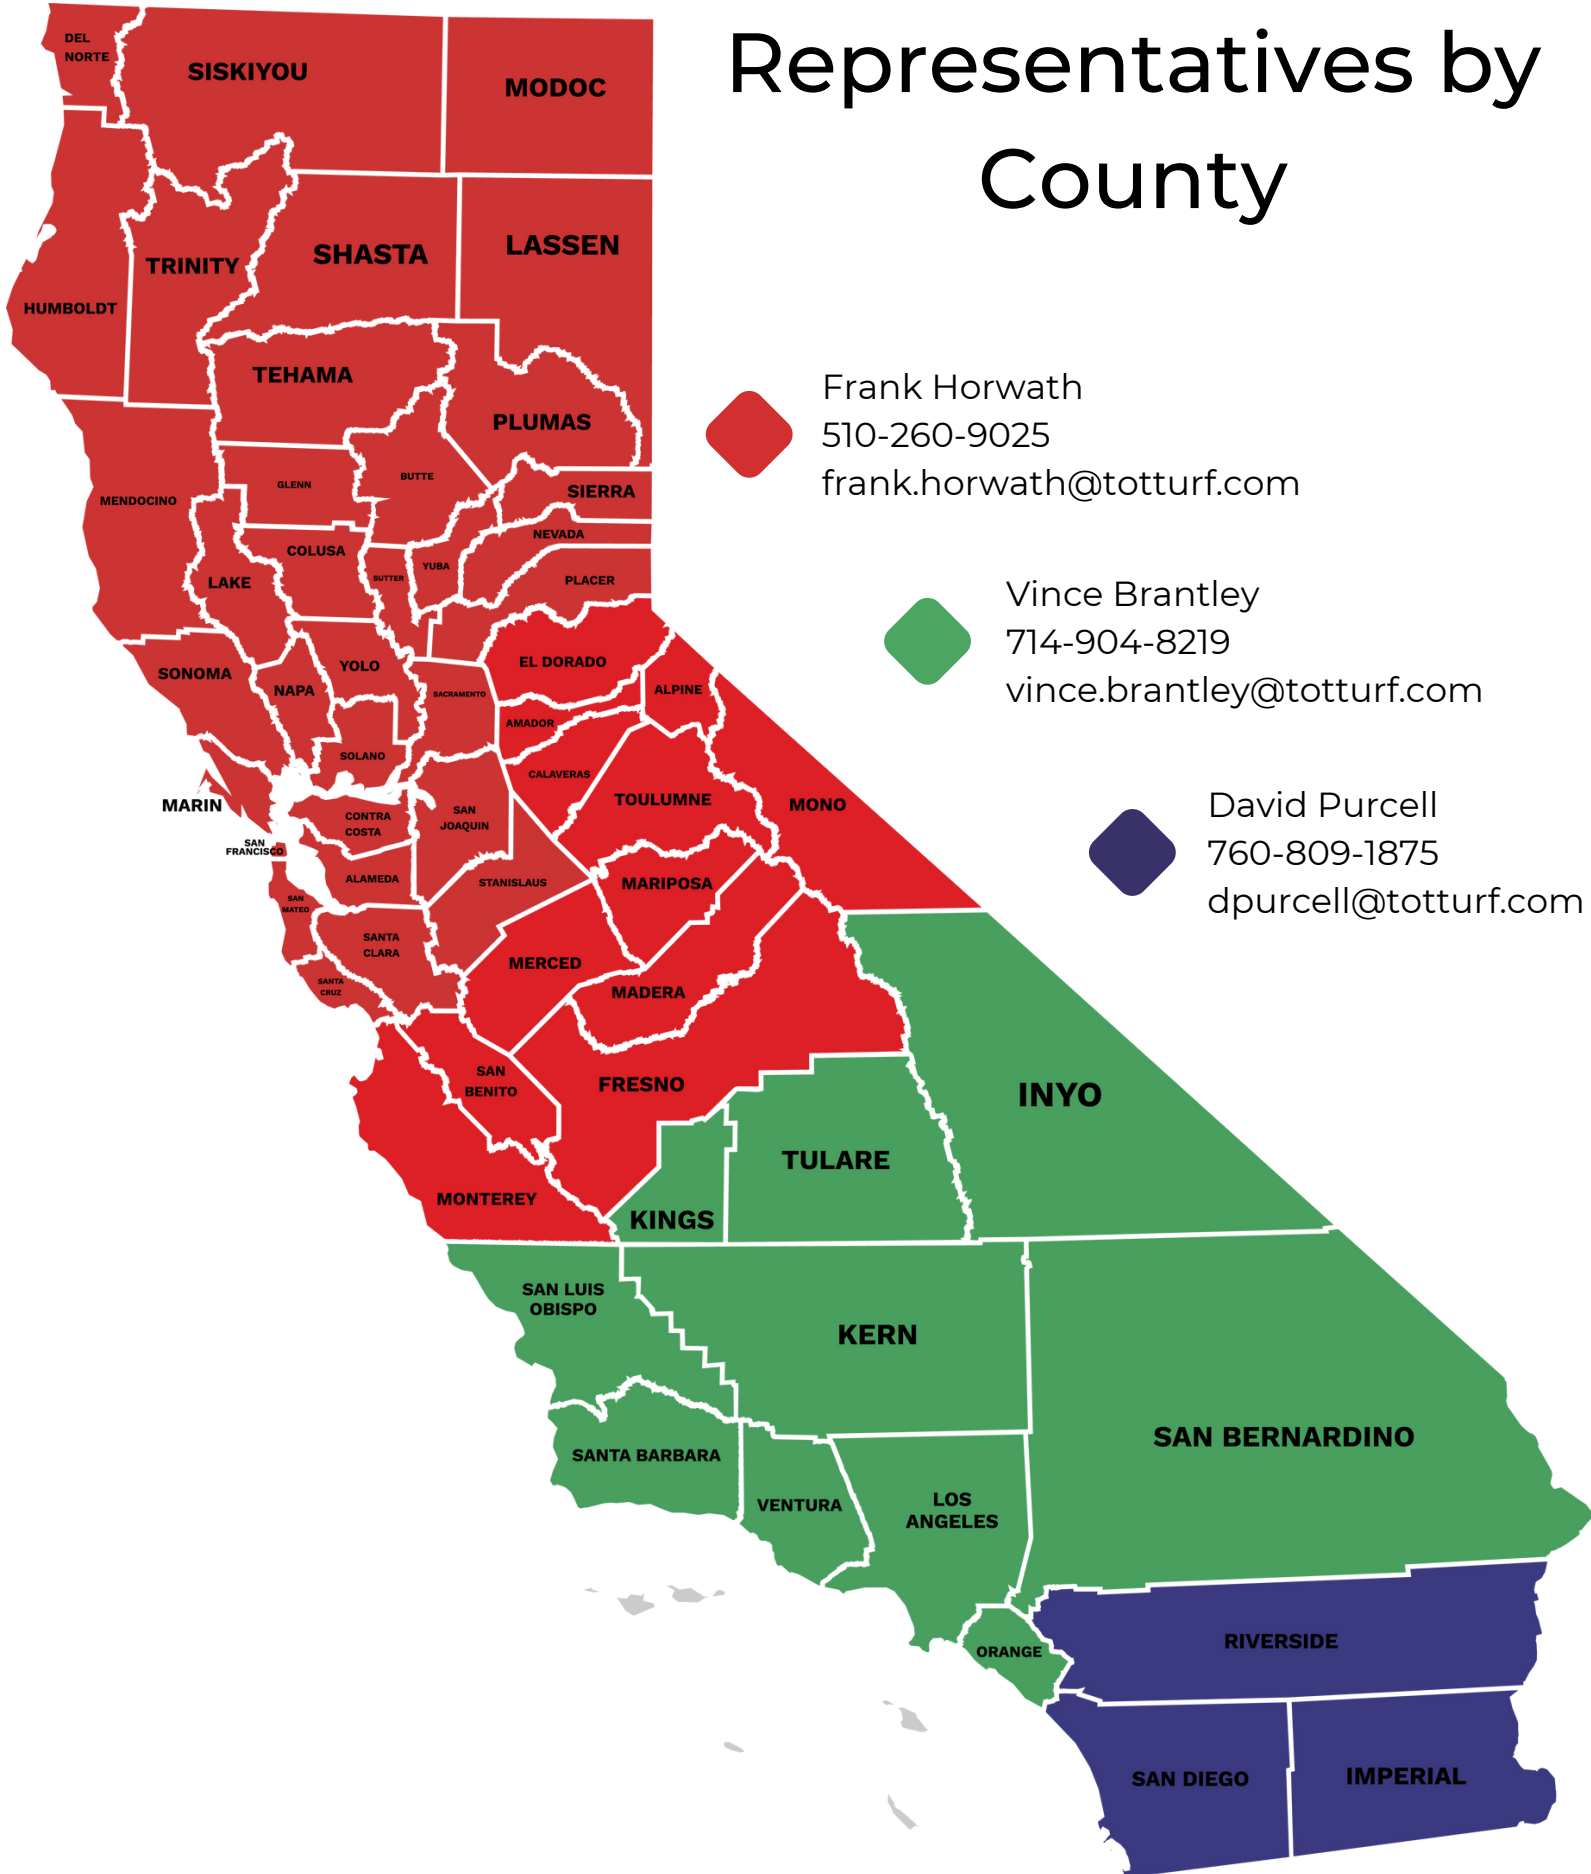 Representatives by
County
DEL
NORTE
SISKIYOU
MODOC
TRINITY
SHASTA
LASSEN
HUMBOLDT
TEHAMA
PLUMAS
Frank Horwath
510-260-9025
frank.horwath@totturf.com
MENDOCINO
GLENN
BUTTE
SIERRA
NEVADA
COLUSA
LAKE
SUTTER
YUBA
PLACER
Vince Brantley
714-904-8219
vince.brantley@totturf.com
SONOMA
NAPA
YOLO
EL DORADO
SACRAMENTO
ALPINE
AMADOR
SOLANO
CALAVERAS
MARIN
CONTRA
COSTA
SAN
JOAQUIN
TOULUMNE
MONO
David Purcell
760-809-1875
dpurcell@totturf.com
SAN
FRANCISCO
ALAMEDA
STANISLAUS
MARIPOSA
SAN
MATEO
SANTA
CLARA
MERCED
SANTA
CRUZ
MADERA
SAN
BENITO
FRESNO
INYO
MONTEREY
KINGS
TULARE
SAN LUIS
OBISPO
KERN
SANTA BARBARA
VENTURA
LOS
ANGELES
SAN BERNARDINO
ORANGE
RIVERSIDE
SAN DIEGO
IMPERIAL